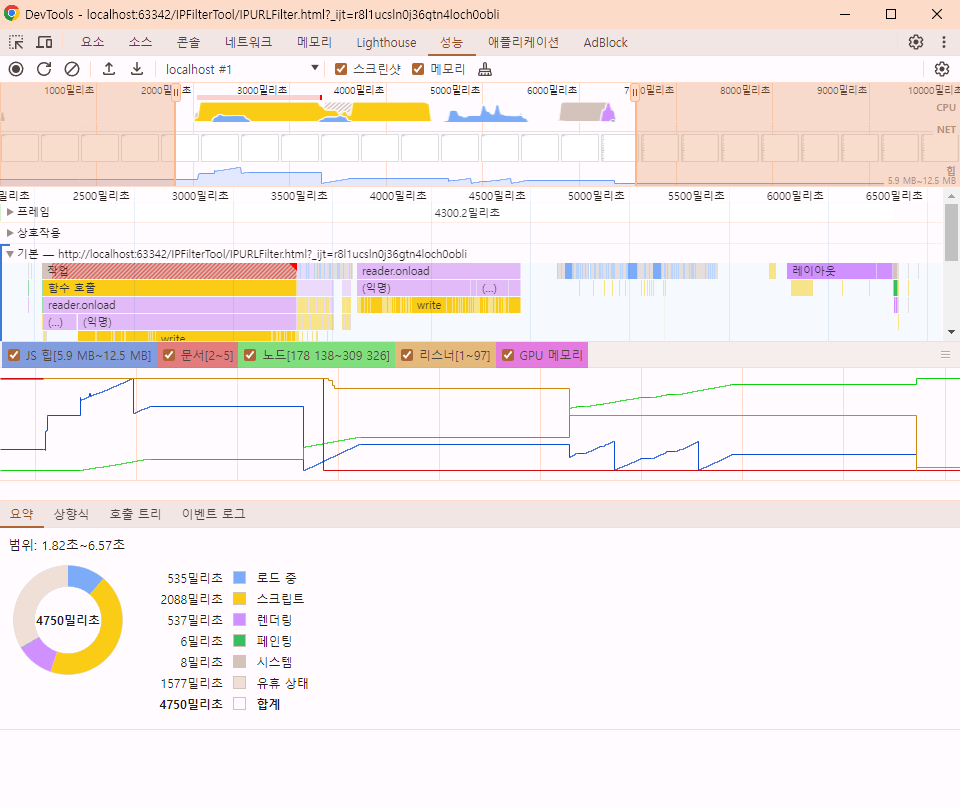 DevTools - localhost:63342/IPFilterTool/IPURLFilter.html?_ijt=r8l1ucsln0j36qtn4loch0obli
요소 소스 콘솔 네트워크 메모리 Lighthouse 성능 애플리케이션 AdBlock
localhost #1 스크린샷 메모리
1000밀리초 2000밀 3000밀리초 4000밀리초 5000밀리초 6000밀리초 0밀리초 8000밀리초 9000밀리초 10000밀리초
CPU
NET
힙
5.9 MB~12.5 MB
밀리초 2500밀리초 3000밀리초 3500밀리초 4000밀리초 4500밀리초 5000밀리초 5500밀리초 6000밀리초 6500밀리초
프레임 4300.2밀리초
상호작용
기본 — http://localhost:63342/IPFilterTool/IPURLFilter.html?_ijt=r8l1ucsln0j36qtn4loch0obli
작업 reader.onload 레이아웃
함수 호출 (익명) (...)
reader.onload write
(...) (익명)
write
JS 힙[5.9 MB~12.5 MB] 문서[2~5] 노드[178 138~309 326] 리스너[1~97] GPU 메모리
요약 상향식 호출 트리 이벤트 로그
범위: 1.82초~6.57초
4750밀리초
535밀리초 로드 중
2088밀리초 스크립트
537밀리초 렌더링
6밀리초 페인팅
8밀리초 시스템
1577밀리초 유휴 상태
4750밀리초 합계